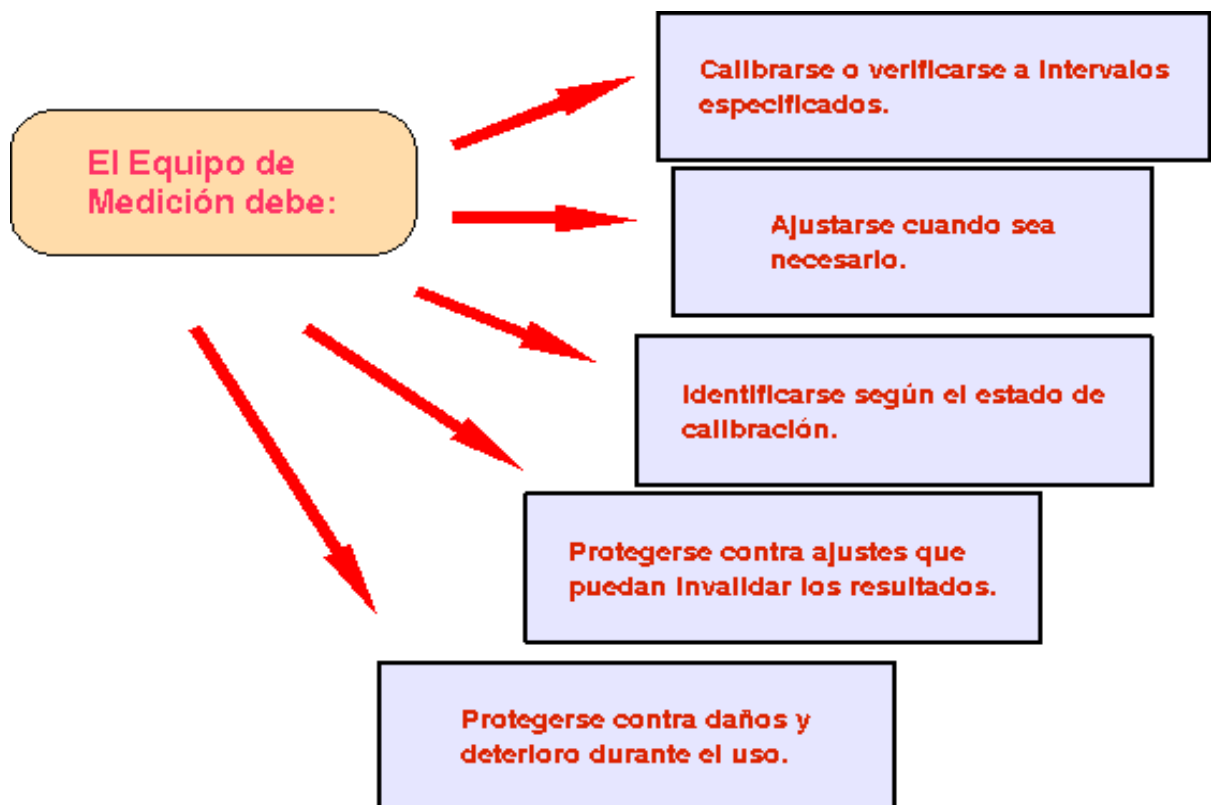 El Equipo de
Medición debe:
Calibrarse o verificarse a intervalos
especificados.
Ajustarse cuando sea
necesario.
Identificarse según el estado de
calibración.
Protegerse contra ajustes que
puedan invalidar los resultados.
Protegerse contra daños y
deterioro durante el uso.